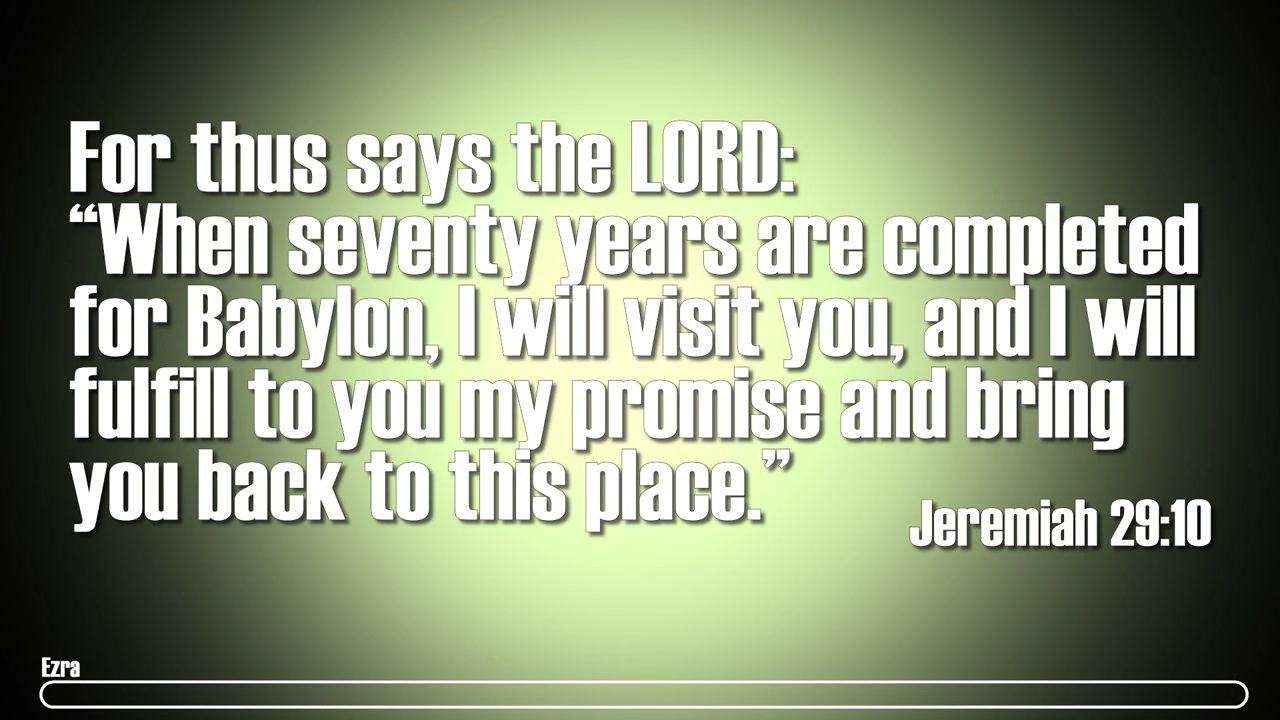 For thus says the LORD:
“When seventy years are completed
for Babylon, I will visit you, and I will
fulfill to you my promise and bring
you back to this place.”
Jeremiah 29:10
Ezra